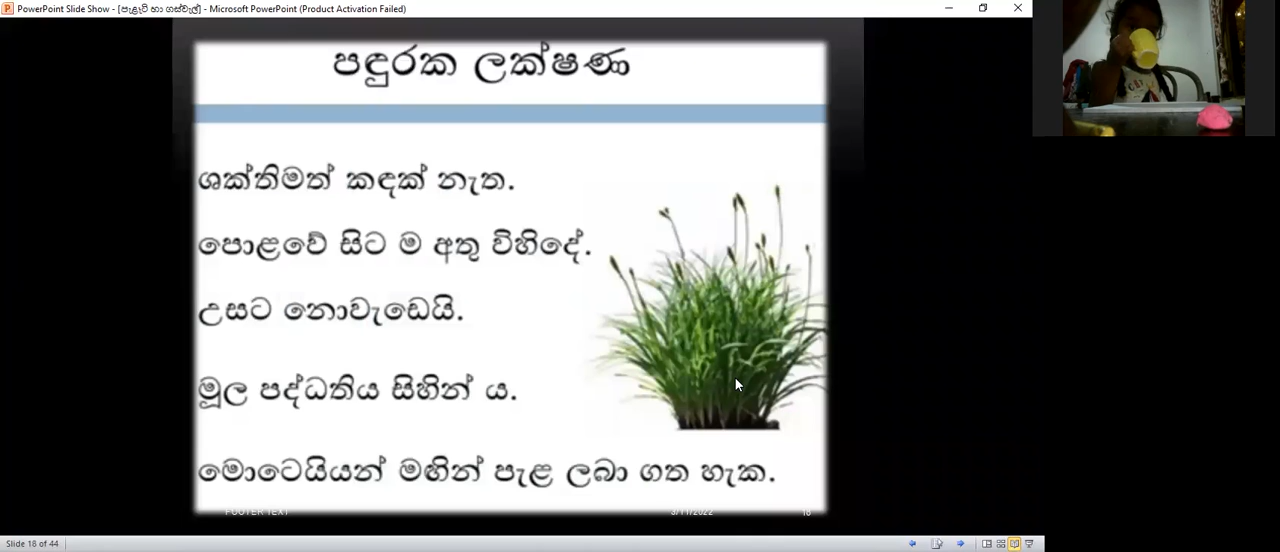 PowerPoint Slide Show - [පැළෑටි හා ගස්වැල්] - Microsoft PowerPoint (Product Activation Failed)
පඳුරක ලක්ෂණ
ශක්තිමත් කඳක් නැත.
පොළවේ සිට ම අතු විහිදේ.
උසට නොවැඩෙයි.
මූල පද්ධතිය සිහින් ය.
මොටෙයියන් මඟින් පැළ ලබා ගත හැක.
FOOTER TEXT 3/11/2022 18
Slide 18 of 44